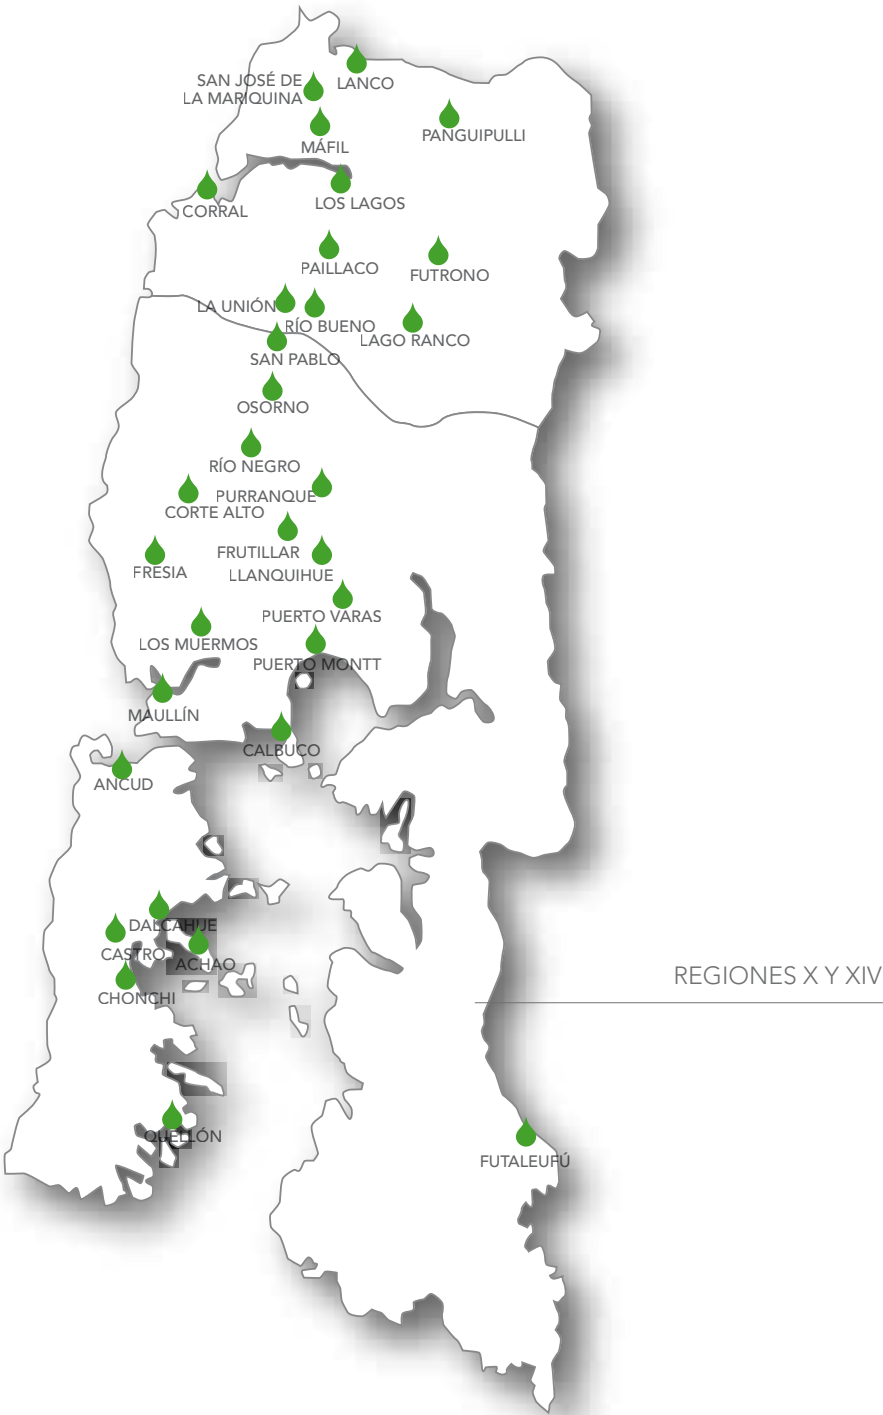 LANCO
SAN JOSÉ DE
LA MARIQUINA
PANGUIPULLI
MÁFIL
LOS LAGOS
CORRAL
PAILLACO
FUTRONO
LA UNIÓN
RÍO BUENO
LAGO RANCO
SAN PABLO
OSORNO
RÍO NEGRO
PURRANQUE
CORTE ALTO
FRUTILLAR
FRESIA
LLANQUIHUE
PUERTO VARAS
LOS MUERMOS
PUERTO MONTT
MAULLÍN
CALBUCO
ANCUD
DALCAHUE
CASTRO
ACHAO
REGIONES X Y XIV
CHONCHI
QUELLÓN
FUTALEUFÚ